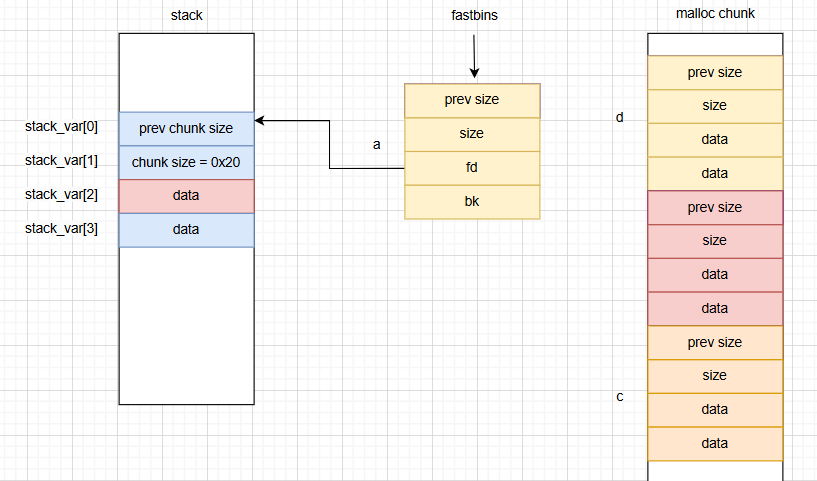 stack
stack_var[0]
prev chunk size
stack_var[1]
chunk size = 0x20
stack_var[2]
data
stack_var[3]
data
fastbins
a
prev size
size
fd
bk
malloc chunk
d
prev size
size
data
data
prev size
size
data
data
c
prev size
size
data
data